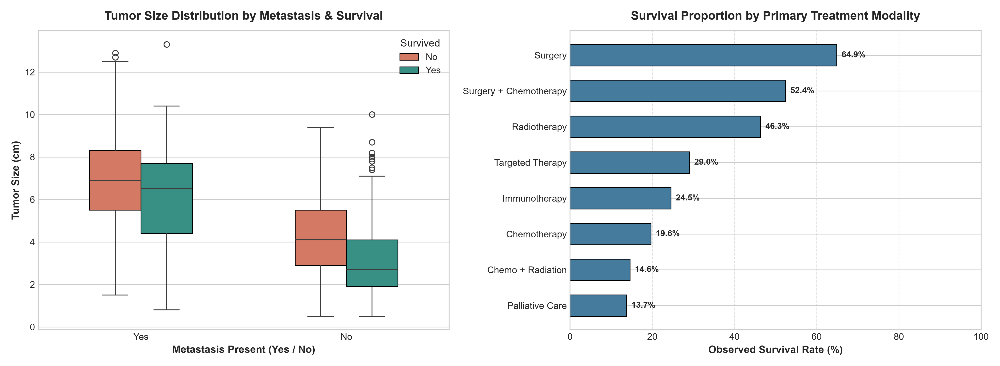 Tumor Size Distribution by Metastasis & Survival
Survived
No
Yes
12
10
8
6
4
2
0
Tumor Size (cm)
Yes
No
Metastasis Present (Yes / No)
Survival Proportion by Primary Treatment Modality
Surgery
64.9%
Surgery + Chemotherapy
52.4%
Radiotherapy
46.3%
Targeted Therapy
29.0%
Immunotherapy
24.5%
Chemotherapy
19.6%
Chemo + Radiation
14.6%
Palliative Care
13.7%
0
20
40
60
80
100
Observed Survival Rate (%)